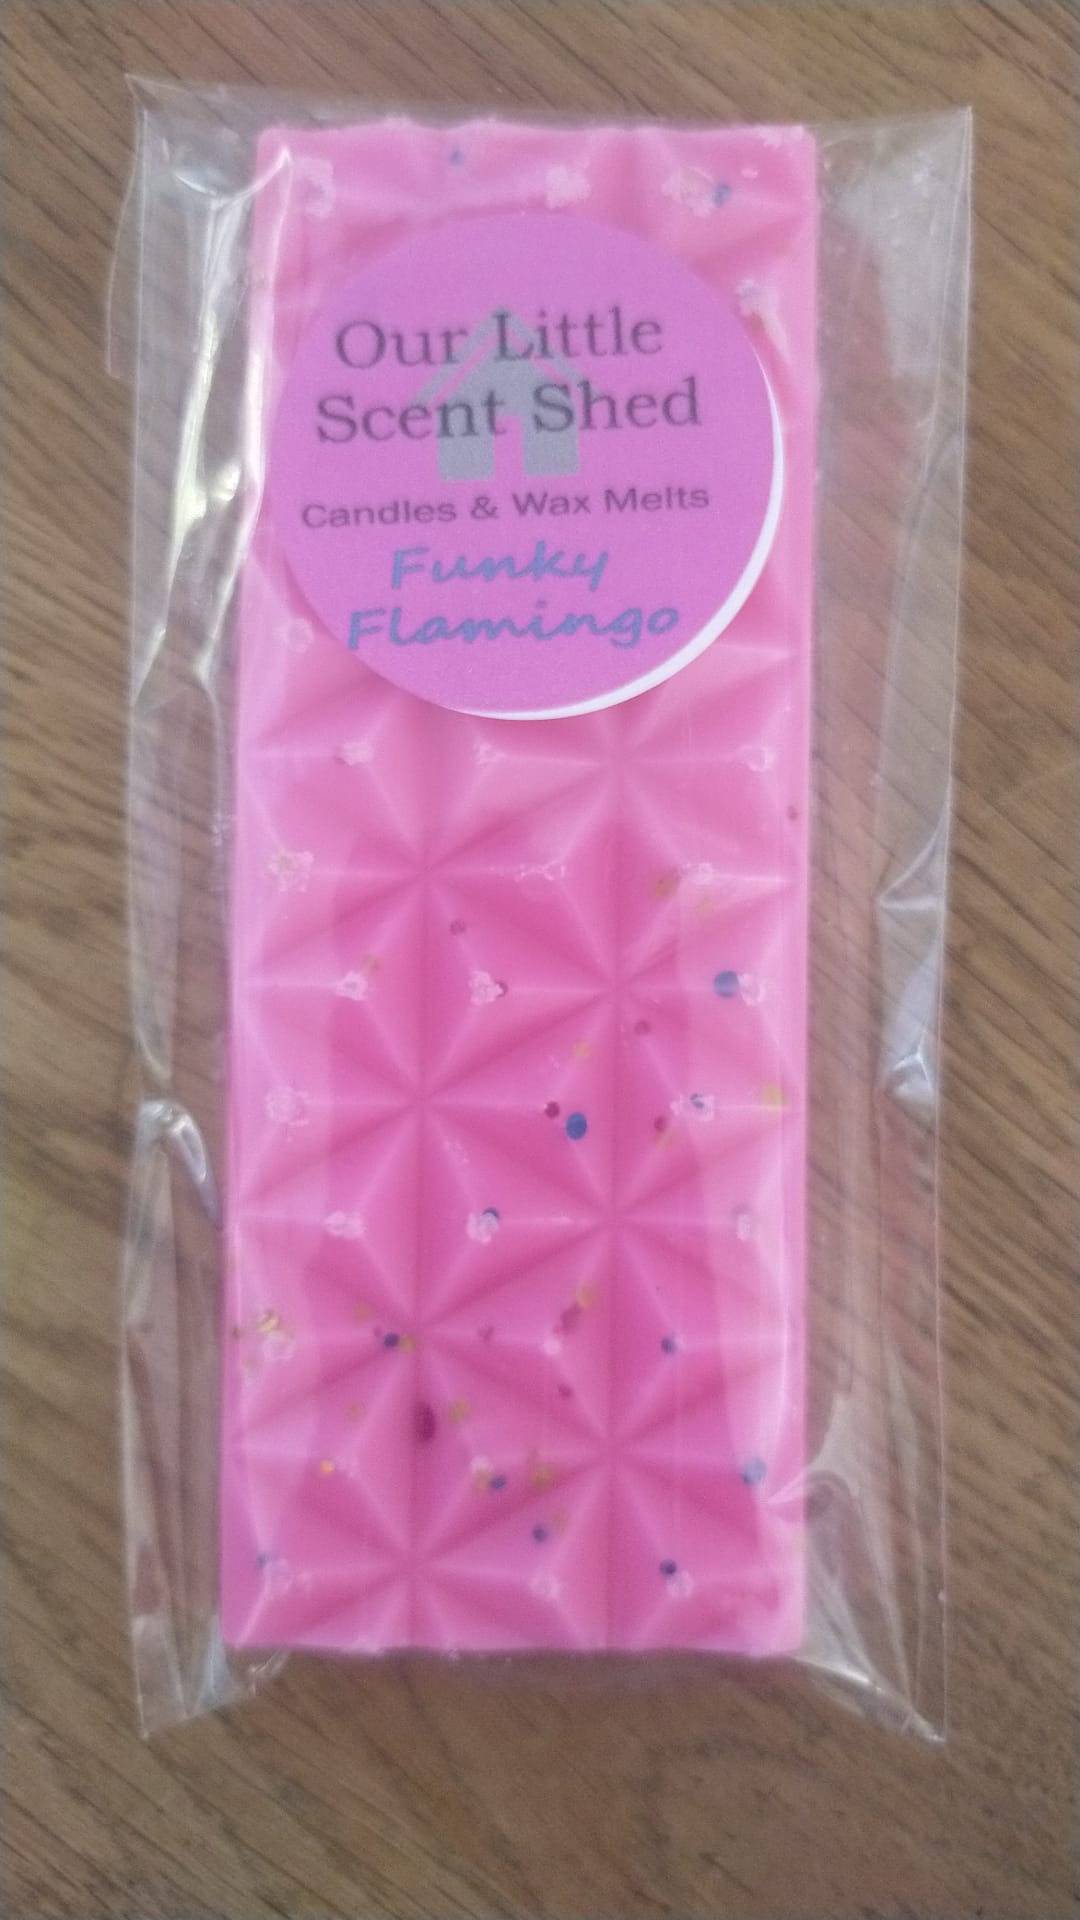 Our Little
Scent Shed
Candles & Wax Melts
Funky
Flamingo